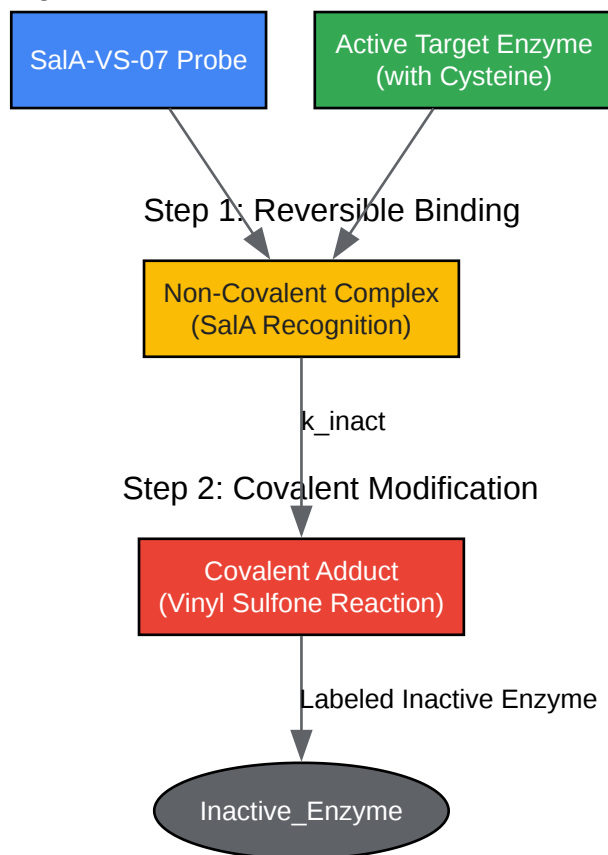 SalA-VS-07 Probe
Active Target Enzyme
(with Cysteine)
Step 1: Reversible Binding
Non-Covalent Complex
(SalA Recognition)
k_inact
Step 2: Covalent Modification
Covalent Adduct
(Vinyl Sulfone Reaction)
Labeled Inactive Enzyme
Inactive_Enzyme